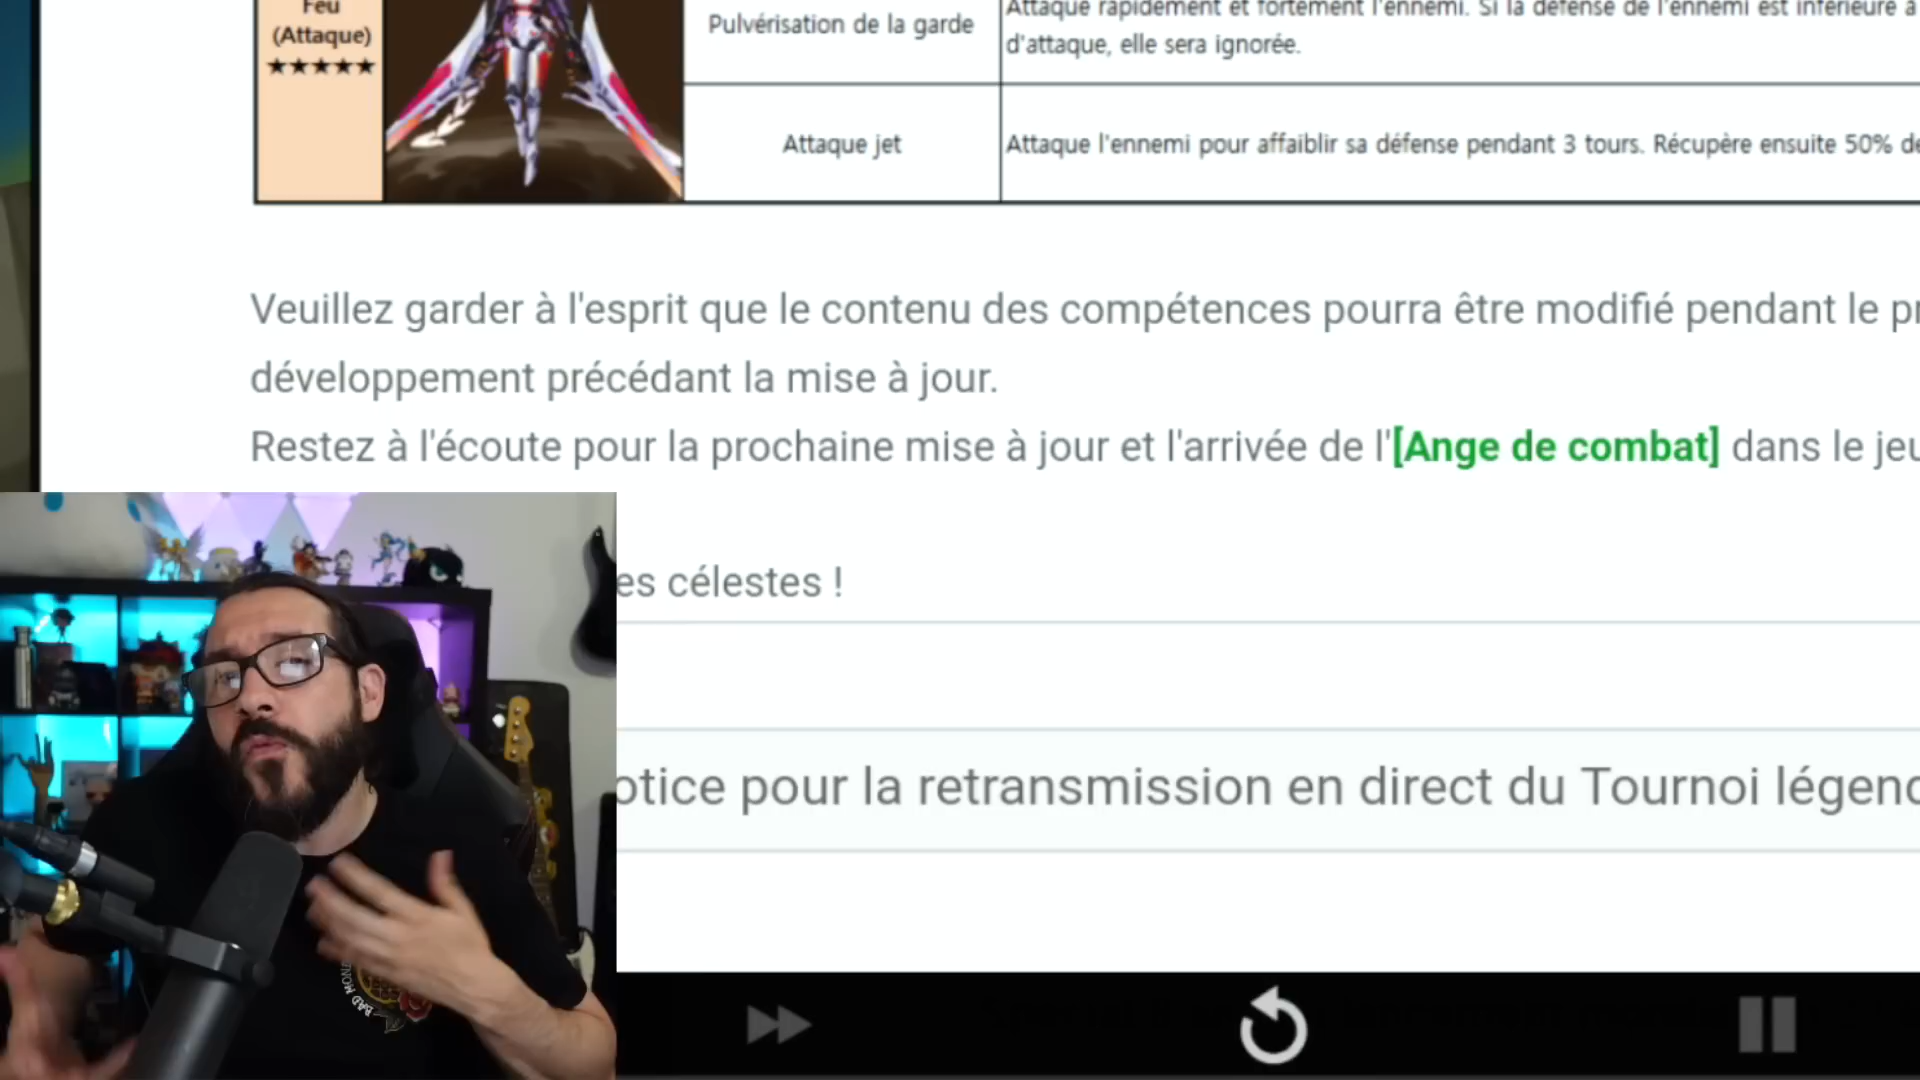 Feu
(Attaque)
★★★★★
Pulvérisation de la garde
Attaque rapidement et fortement l'ennemi. Si la défense de l'ennemi est inférieure à
d'attaque, elle sera ignorée.
Attaque jet
Attaque l'ennemi pour affaiblir sa défense pendant 3 tours. Récupère ensuite 50% de
Veuillez garder à l'esprit que le contenu des compétences pourra être modifié pendant le pr
développement précédant la mise à jour.
Restez à l'écoute pour la prochaine mise à jour et l'arrivée de l'[Ange de combat] dans le jeu
es célestes !
otice pour la retransmission en direct du Tournoi légend
BAD